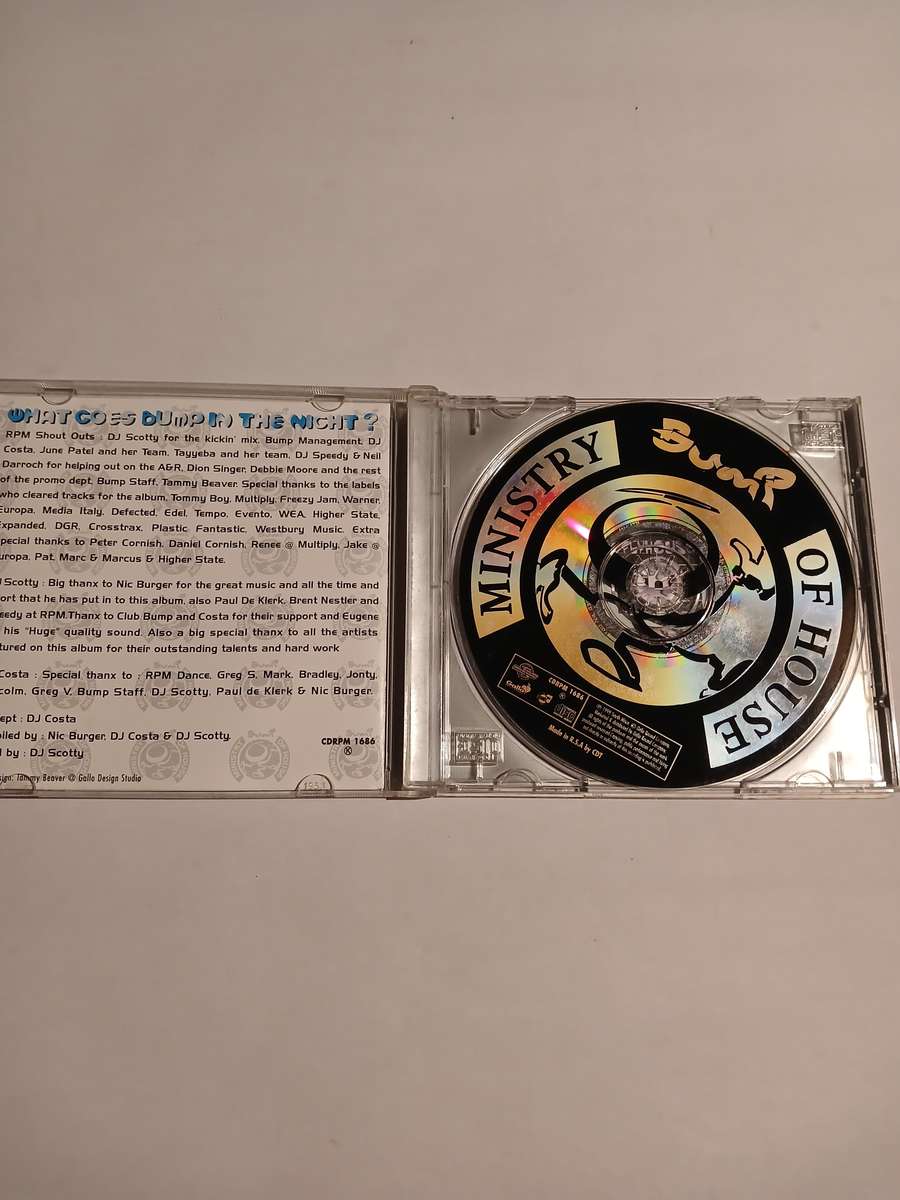 WHAT GOES BUMP IN THE NIGHT ?
RPM Shout Outs : DJ Scotty for the kickin' mix, Bump Management, DJ
Costa, June Patel and her Team, Tayyeba and her team, DJ Speedy & Neil
Darroch for helping out on the A&R, Dion Singer, Debbie Moore and the rest
of the promo dept, Bump Staff, Tammy Beaver. Special thanks to the labels
who cleared tracks for the album, Tommy Boy, Multiply, Freezy Jam, Warner,
Europa, Media Italy, Defected, Edel, Tempo, Evento, WEA, Higher State,
Expanded, DGR, Crosstrax, Plastic Fantastic, Westbury Music. Extra
special thanks to Peter Cornish, Daniel Cornish, Renee @ Multiply, Jake @
uropa, Pat, Marc & Marcus & Higher State.
J Scotty : Big thanx to Nic Burger for the great music and all the time and
ort that he has put in to this album, also Paul De Klerk, Brent Nestler and
eedy at RPM.Thanx to Club Bump and Costa for their support and Eugene
his "Huge" quality sound. Also a big special thanx to all the artists
tured on this album for their outstanding talents and hard work
Costa : Special thanx to : RPM Dance, Greg S, Mark, Bradley, Jonty,
colm, Greg V, Bump Staff, DJ Scotty, Paul de Klerk & Nic Burger.
ept : DJ Costa
piled by : Nic Burger, DJ Costa & DJ Scotty.
d by : DJ Scotty
CDRPM 1686
®
sign: Tammy Beaver @ Gallo Design Studio
BUMP
MINISTRY
OF HOUSE
Gallo
CDRPM 1686
Made in R.S.A by CDT